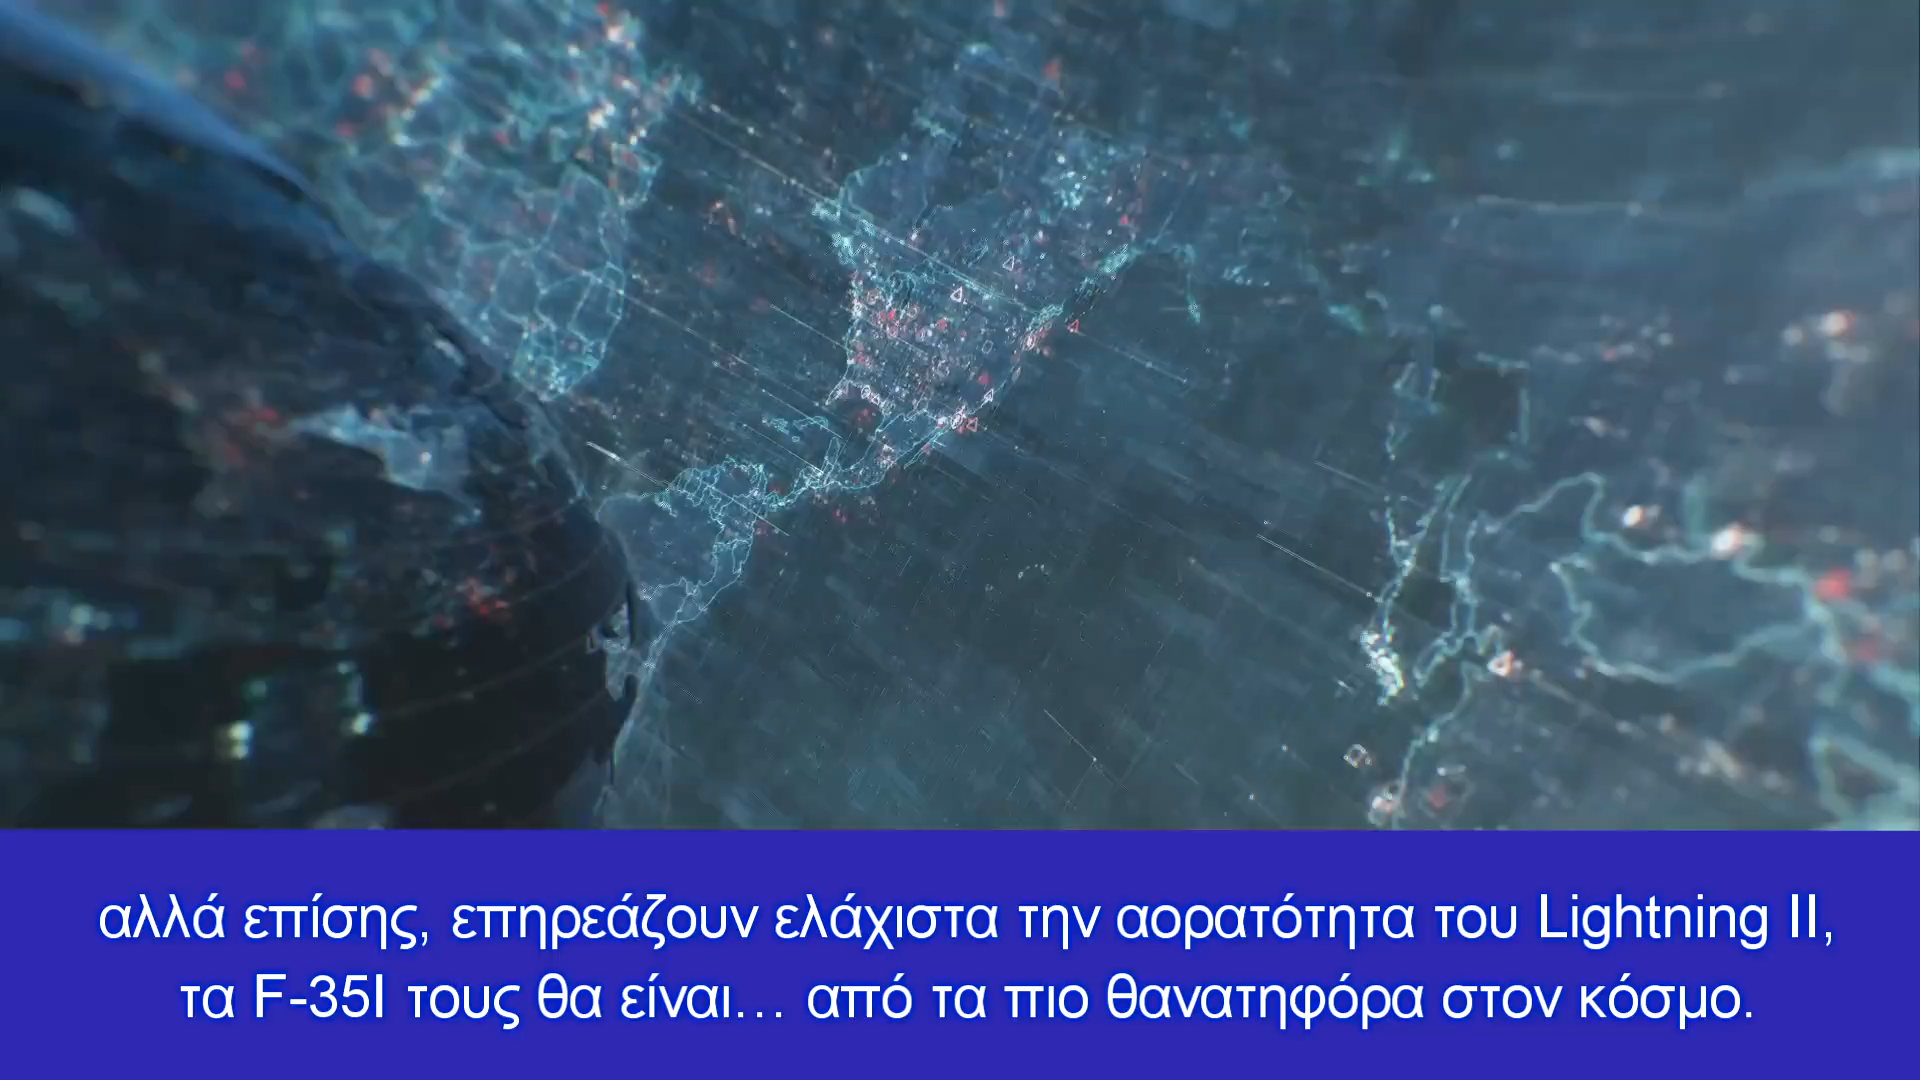 αλλά επίσης, επηρεάζουν ελάχιστα την αορατότητα του Lightning II,
τα F-35I τους θα είναι… από τα πιο θανατηφόρα στον κόσμο.